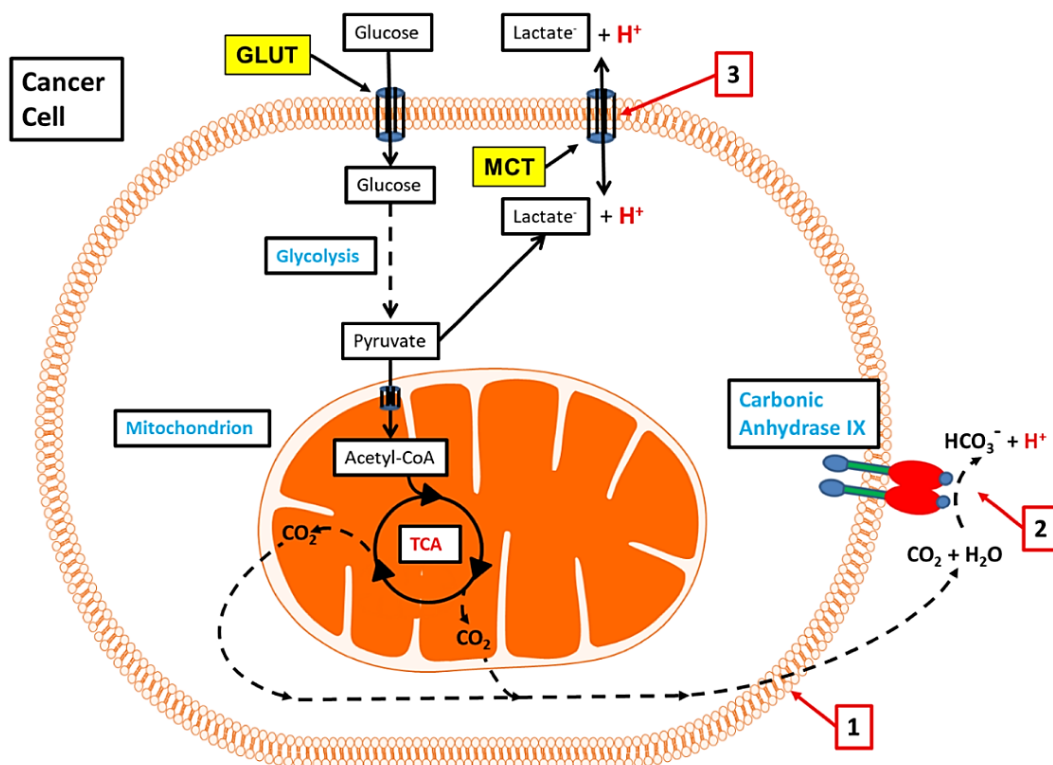 Cancer
Cell
GLUT
Glucose
Lactate⁻ + H⁺
3
MCT
Glucose
Lactate⁻ + H⁺
Glycolysis
Pyruvate
Mitochondrion
Carbonic
Anhydrase IX
HCO₃⁻ + H⁺
Acetyl-CoA
2
CO₂
TCA
CO₂ + H₂O
CO₂
1